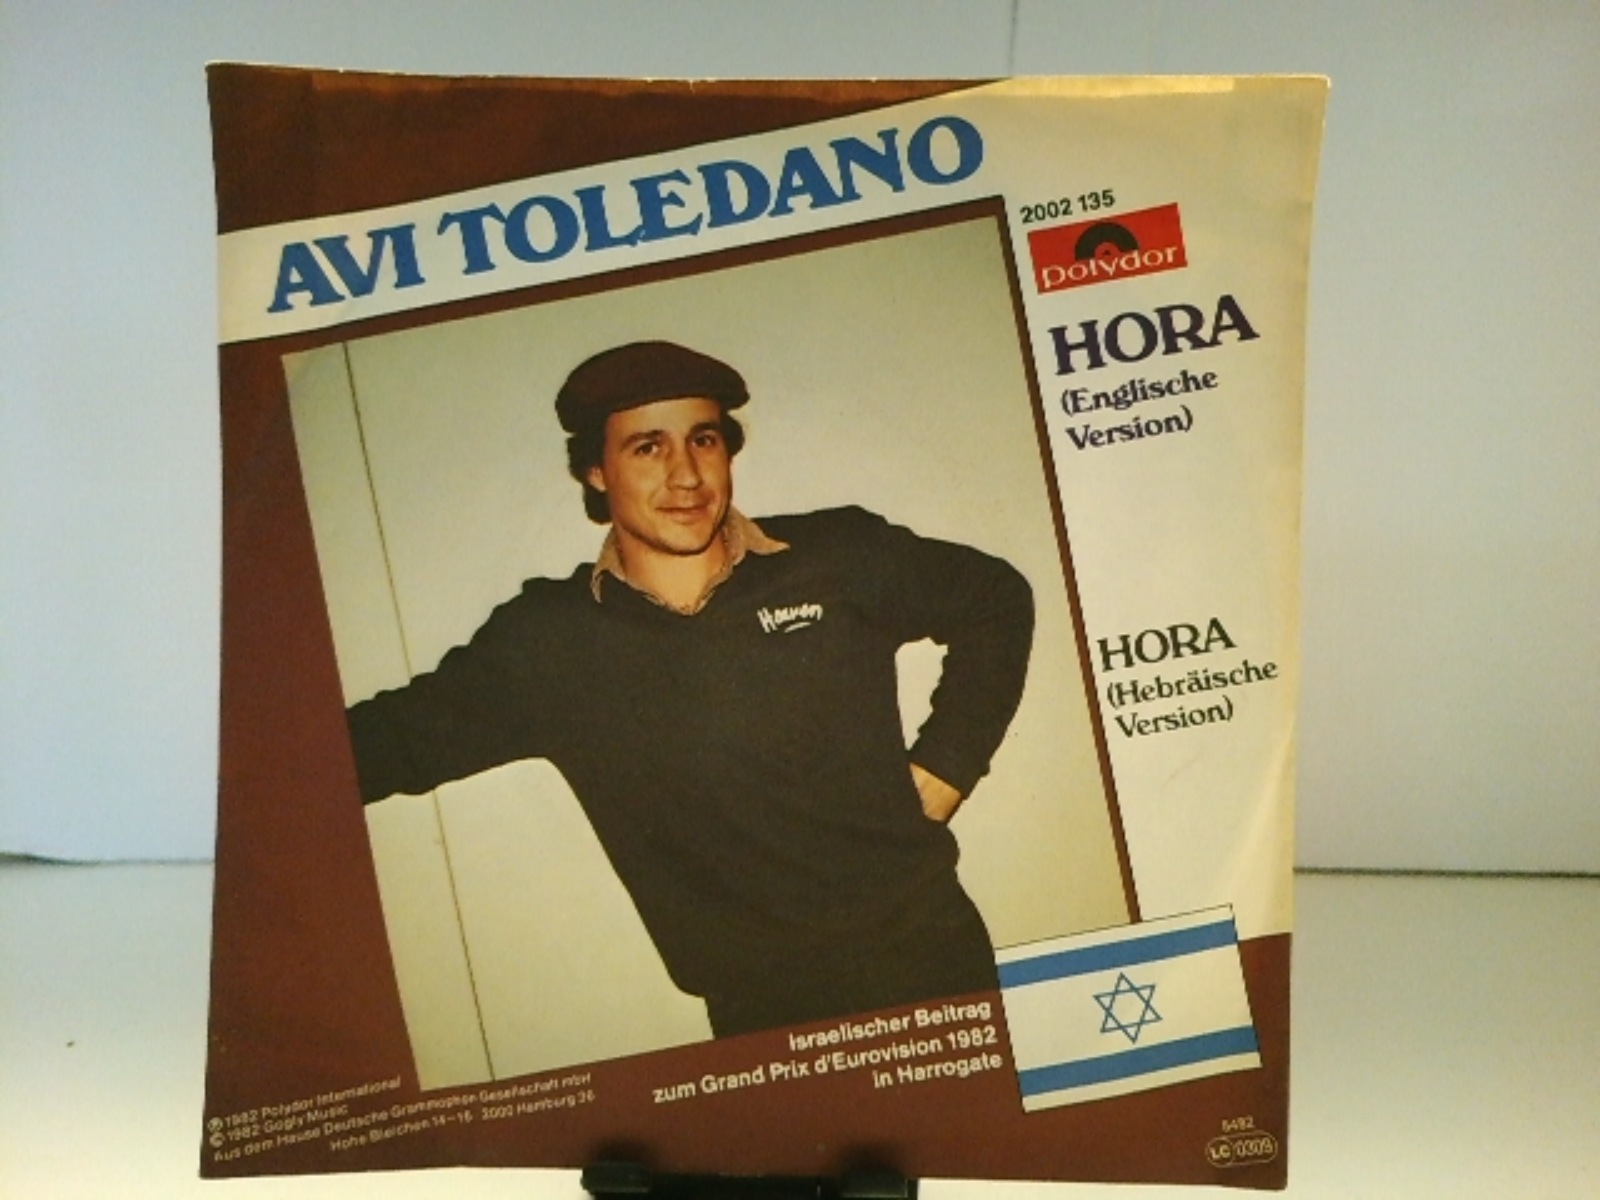 AVI TOLEDANO
2002 135
polydor
HORA
(Englische
Version)
HORA
(Hebräische
Version)
Israelischer Beitrag
zum Grand Prix d'Eurovision 1982
in Harrogate
℗ 1982 Polydor International
© 1982 Gogly Music
Aus dem Hause Deutsche Grammophon Gesellschaft mbH
Hohe Bleichen 14–16 2000 Hamburg 36
5482
LC 0309